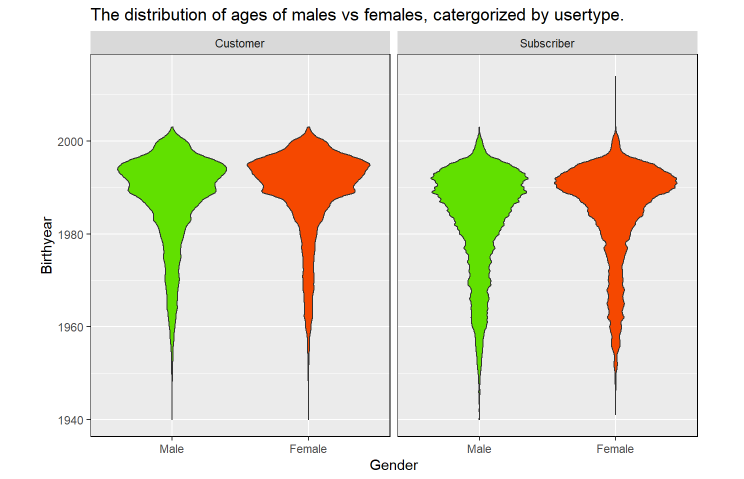 The distribution of ages of males vs females, catergorized by usertype.
Customer
Subscriber
2000
1980
1960
1940
Birthyear
Male
Female
Male
Female
Gender